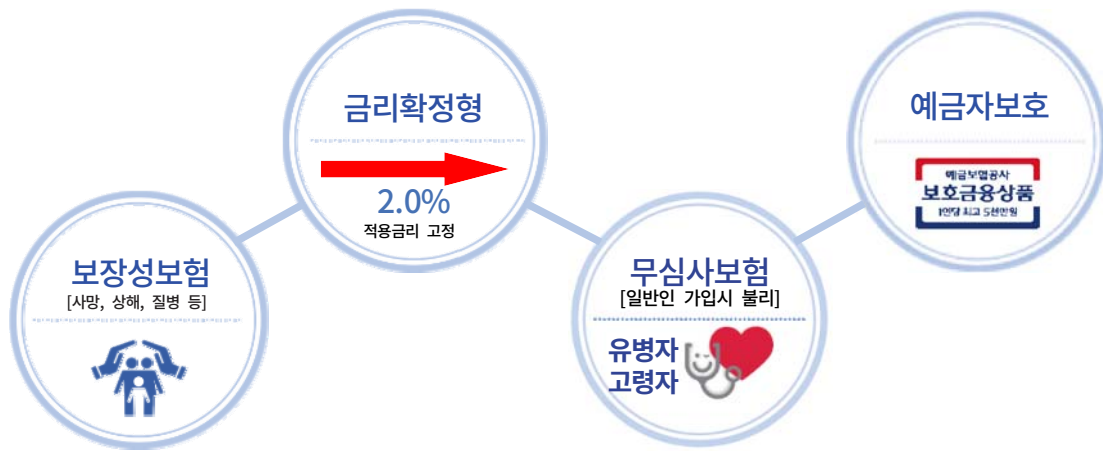 보장성보험
[사망, 상해, 질병 등]
금리확정형
2.0%
적용금리 고정
무심사보험
[일반인 가입시 불리]
유병자
고령자
예금자보호
예금보험공사
보호금융상품
1인당 최고 5천만원